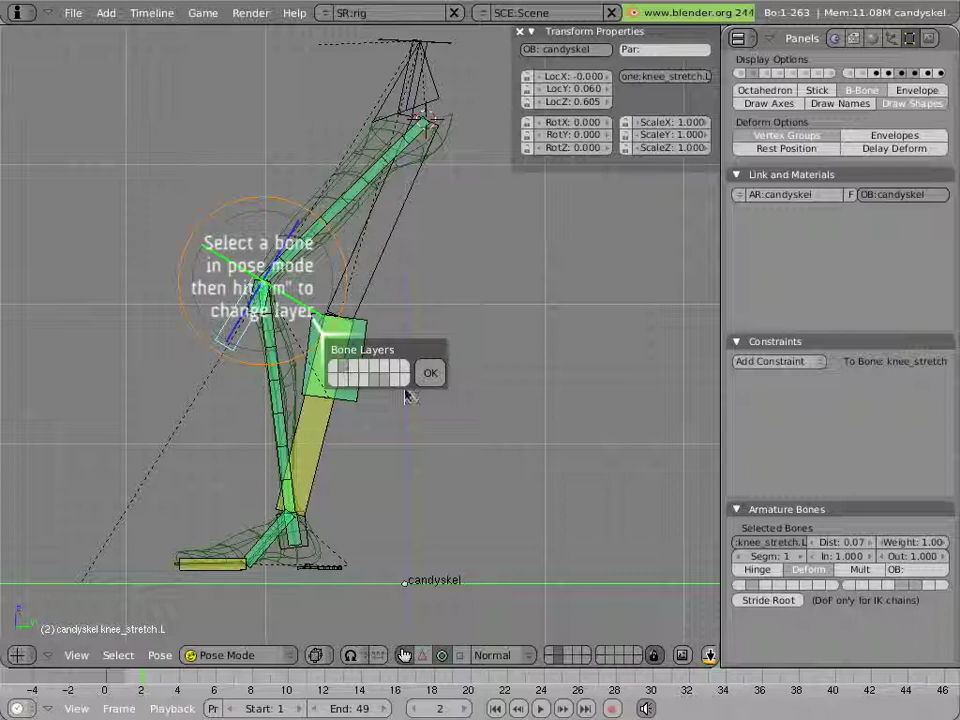 File Add Timeline Game Render Help SR:rig SCE:Scene www.blender.org 244 Bo:1-263 Mem:11.08M candyskel
Transform Properties
OB: candyskel Par:
LocX: -0.000 one:knee_stretch.L
LocY: 0.060
LocZ: 0.605
RotX: 0.000 ScaleX: 1.000
RotY: 0.000 ScaleY: 1.000
RotZ: 0.000 ScaleZ: 1.000
Panels
Display Options
Octahedron Stick B-Bone Envelope
Draw Axes Draw Names Draw Shapes
Deform Options
Vertex Groups Envelopes
Rest Position Delay Deform
Link and Materials
AR:candyskel F OB:candyskel
Select a bone
in pose mode
then hit "m" to
change layer
Bone Layers
OK
Constraints
Add Constraint To Bone: knee_stretch
Armature Bones
Selected Bones
:knee_stretch.L Dist: 0.07 Weight: 1.00
Segm: 1 In: 1.000 Out: 1.000
Hinge Deform Mult OB:
Stride Root (DoF only for IK chains)
candyskel
(2) candyskel knee_stretch.L
View Select Pose Pose Mode Normal
-4 -2 0 2 4 6 8 10 12 14 16 18 20 22 24 26 28 30 32 34 36 38 40 42 44 46
View Frame Playback Pr Start: 1 End: 49 2